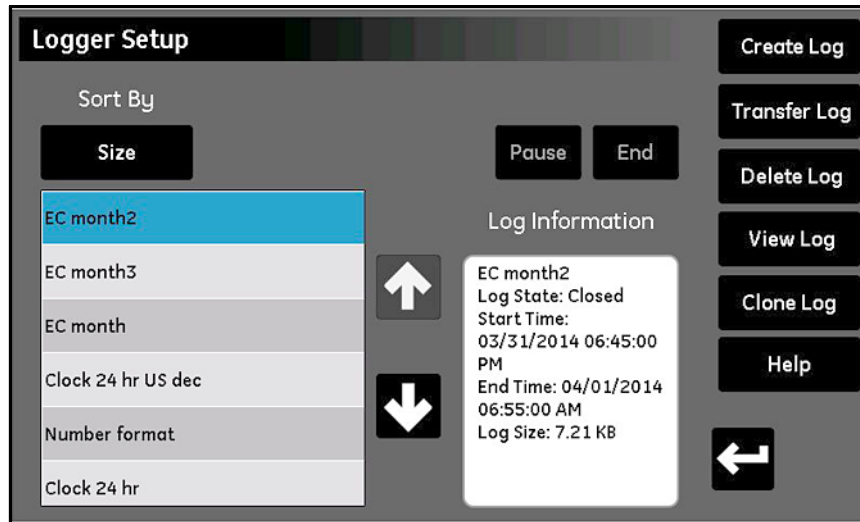 Logger Setup
Sort By
Size
Pause
End
EC month2
EC month3
EC month
Clock 24 hr US dec
Number format
Clock 24 hr
Log Information
EC month2
Log State: Closed
Start Time:
03/31/2014 06:45:00
PM
End Time: 04/01/2014
06:55:00 AM
Log Size: 7.21 KB
Create Log
Transfer Log
Delete Log
View Log
Clone Log
Help